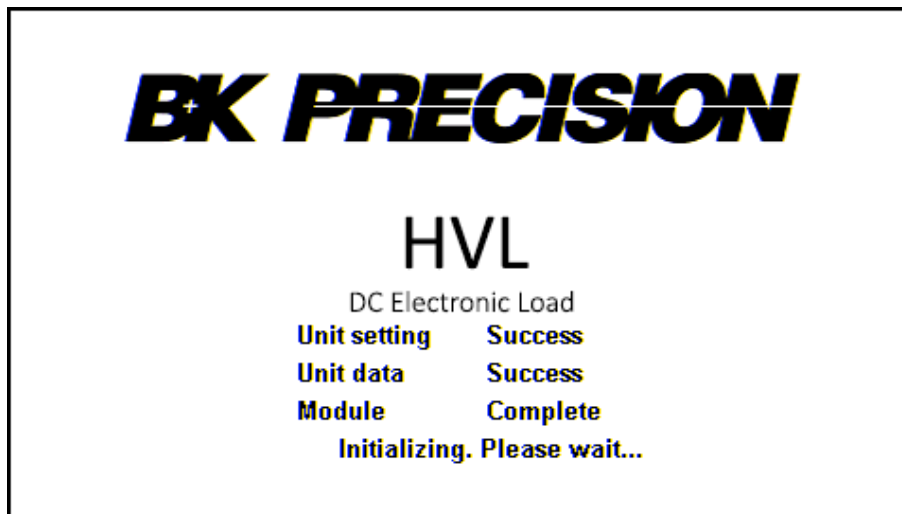 BK PRECISION
HVL
DC Electronic Load
Unit setting Success
Unit data Success
Module Complete
Initializing. Please wait...